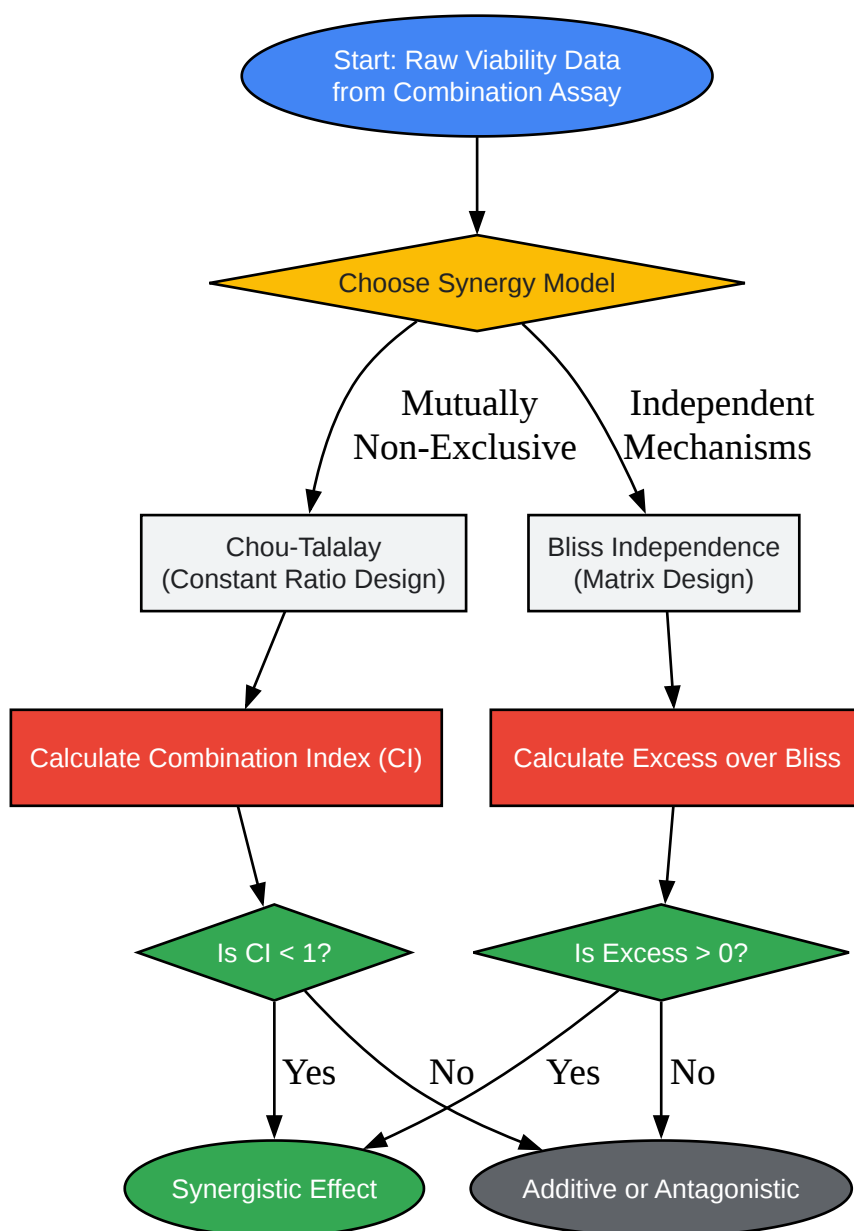 Start: Raw Viability Data
from Combination Assay
Choose Synergy Model
Mutually
Non-Exclusive
Independent
Mechanisms
Chou-Talalay
(Constant Ratio Design)
Bliss Independence
(Matrix Design)
Calculate Combination Index (CI)
Calculate Excess over Bliss
Is CI < 1?
Is Excess > 0?
Yes
No
Yes
No
Synergistic Effect
Additive or Antagonistic